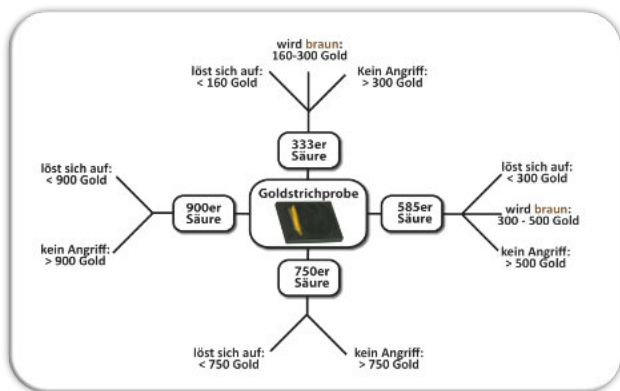 wird braun:
160-300 Gold
löst sich auf:
< 160 Gold
Kein Angriff:
> 300 Gold
333er
Säure
löst sich auf:
< 900 Gold
kein Angriff:
> 900 Gold
900er
Säure
Goldstrichprobe
585er
Säure
löst sich auf:
< 300 Gold
wird braun:
300 - 500 Gold
kein Angriff:
> 500 Gold
750er
Säure
löst sich auf:
< 750 Gold
kein Angriff:
> 750 Gold